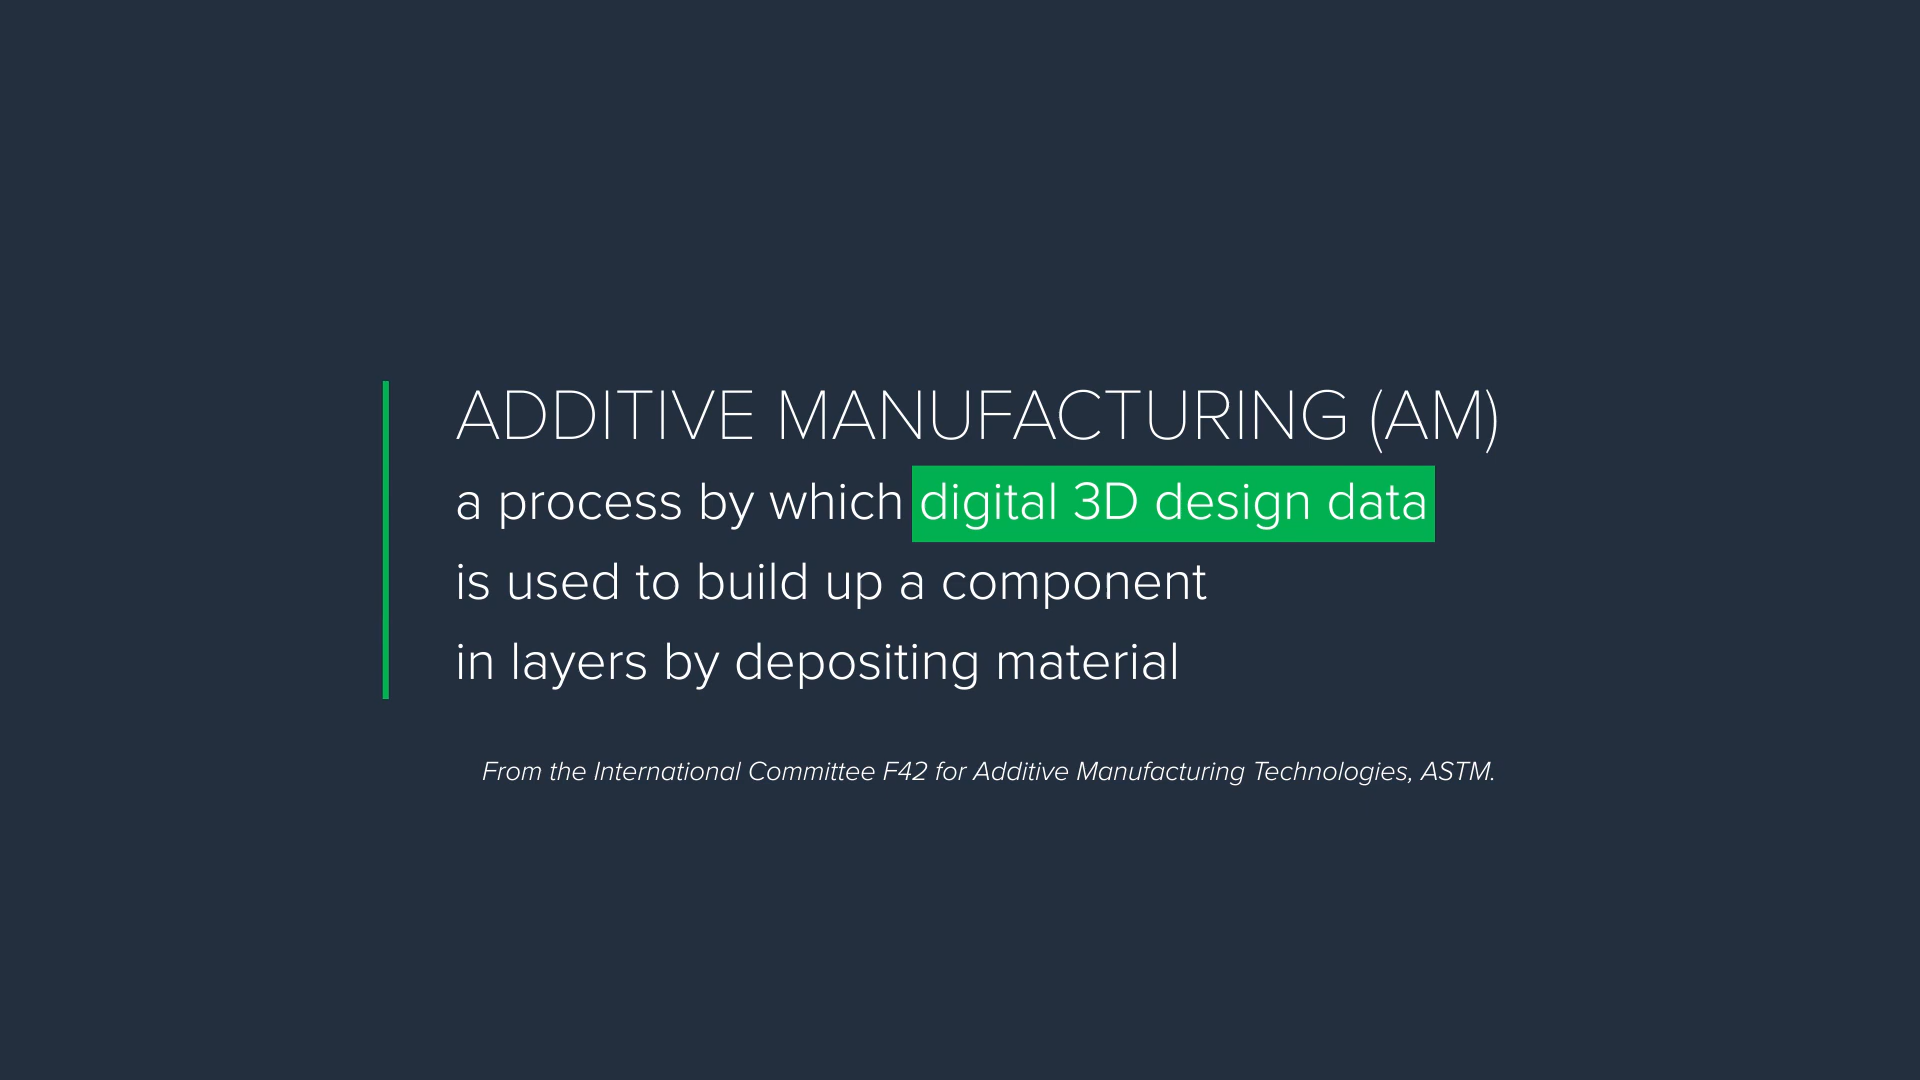 ADDITIVE MANUFACTURING (AM)
a process by which digital 3D design data
is used to build up a component
in layers by depositing material
From the International Committee F42 for Additive Manufacturing Technologies, ASTM.